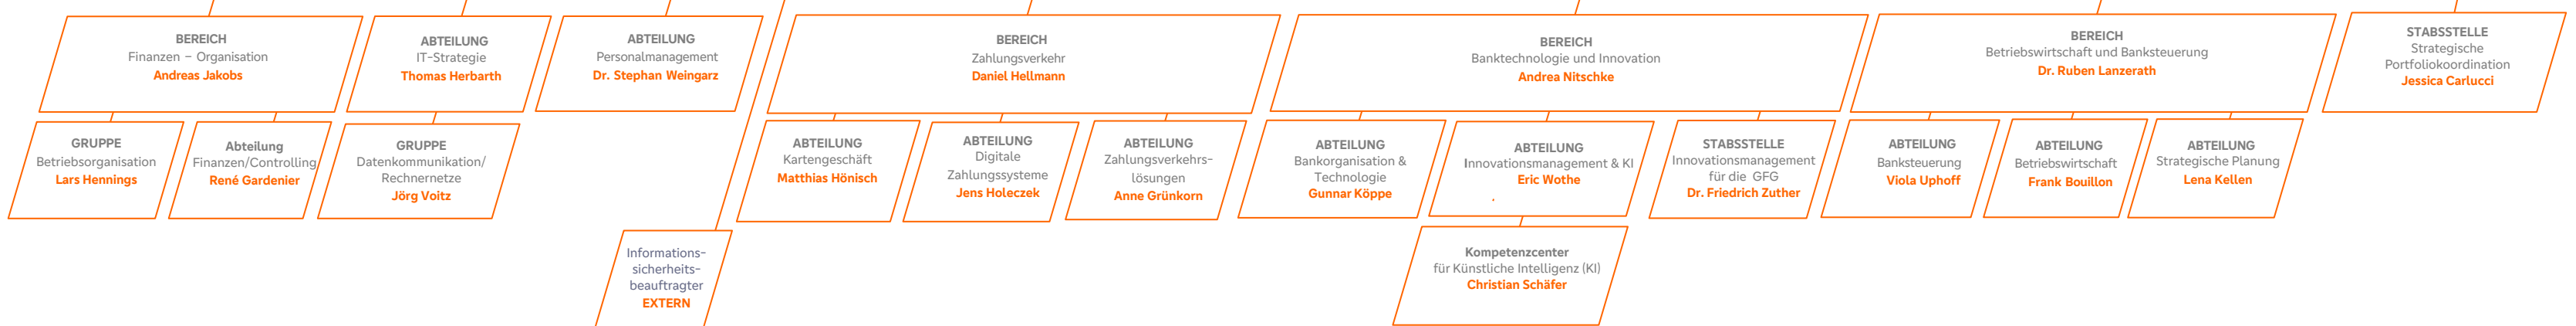 BEREICH
Finanzen – Organisation
Andreas Jakobs
ABTEILUNG
IT-Strategie
Thomas Herbarth
ABTEILUNG
Personalmanagement
Dr. Stephan Weingarz
BEREICH
Zahlungsverkehr
Daniel Hellmann
BEREICH
Banktechnologie und Innovation
Andrea Nitschke
BEREICH
Betriebswirtschaft und Banksteuerung
Dr. Ruben Lanzerath
STABSSTELLE
Strategische
Portfoliokoordination
Jessica Carlucci
GRUPPE
Betriebsorganisation
Lars Hennings
Abteilung
Finanzen/Controlling
René Gardenier
GRUPPE
Datenkommunikation/
Rechnernetze
Jörg Voitz
ABTEILUNG
Kartengeschäft
Matthias Hönisch
ABTEILUNG
Digitale
Zahlungssysteme
Jens Holeczek
ABTEILUNG
Zahlungsverkehrs-
lösungen
Anne Grünkorn
ABTEILUNG
Bankorganisation &
Technologie
Gunnar Köppe
ABTEILUNG
Innovationsmanagement & KI
Eric Wothe
.
STABSSTELLE
Innovationsmanagement
für die GFG
Dr. Friedrich Zuther
ABTEILUNG
Banksteuerung
Viola Uphoff
ABTEILUNG
Betriebswirtschaft
Frank Bouillon
ABTEILUNG
Strategische Planung
Lena Kellen
Informations-
sicherheits-
beauftragter
EXTERN
Kompetenzcenter
für Künstliche Intelligenz (KI)
Christian Schäfer